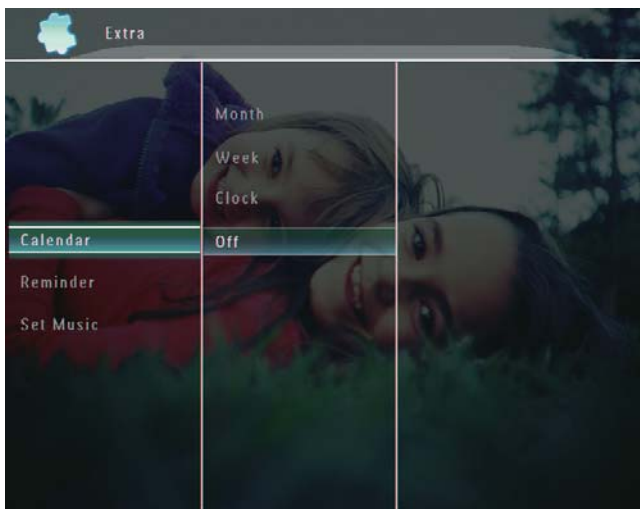 Extra
Month
Week
Clock
Calendar
Off
Reminder
Set Music